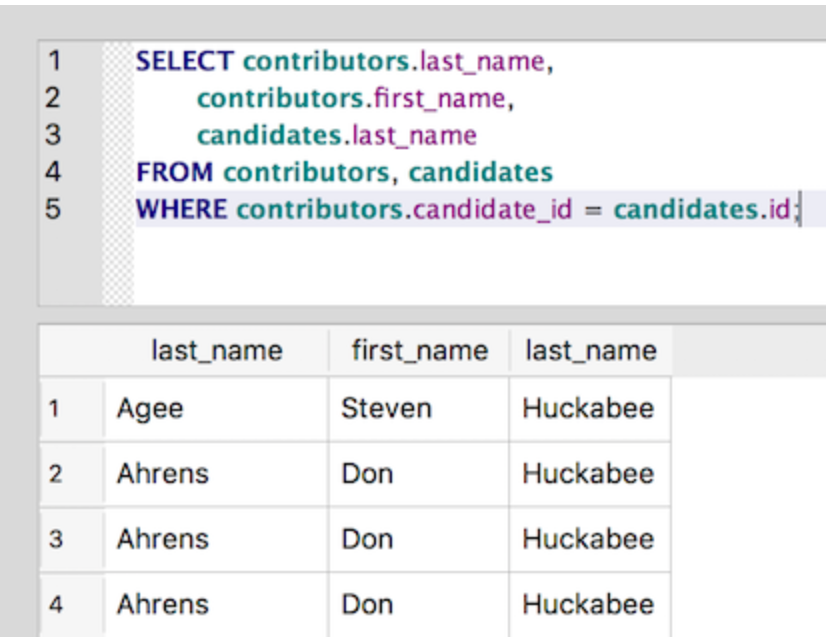 1 SELECT contributors.last_name,
2 contributors.first_name,
3 candidates.last_name
4 FROM contributors, candidates
5 WHERE contributors.candidate_id = candidates.id;
last_name first_name last_name
1 Agee Steven Huckabee
2 Ahrens Don Huckabee
3 Ahrens Don Huckabee
4 Ahrens Don Huckabee